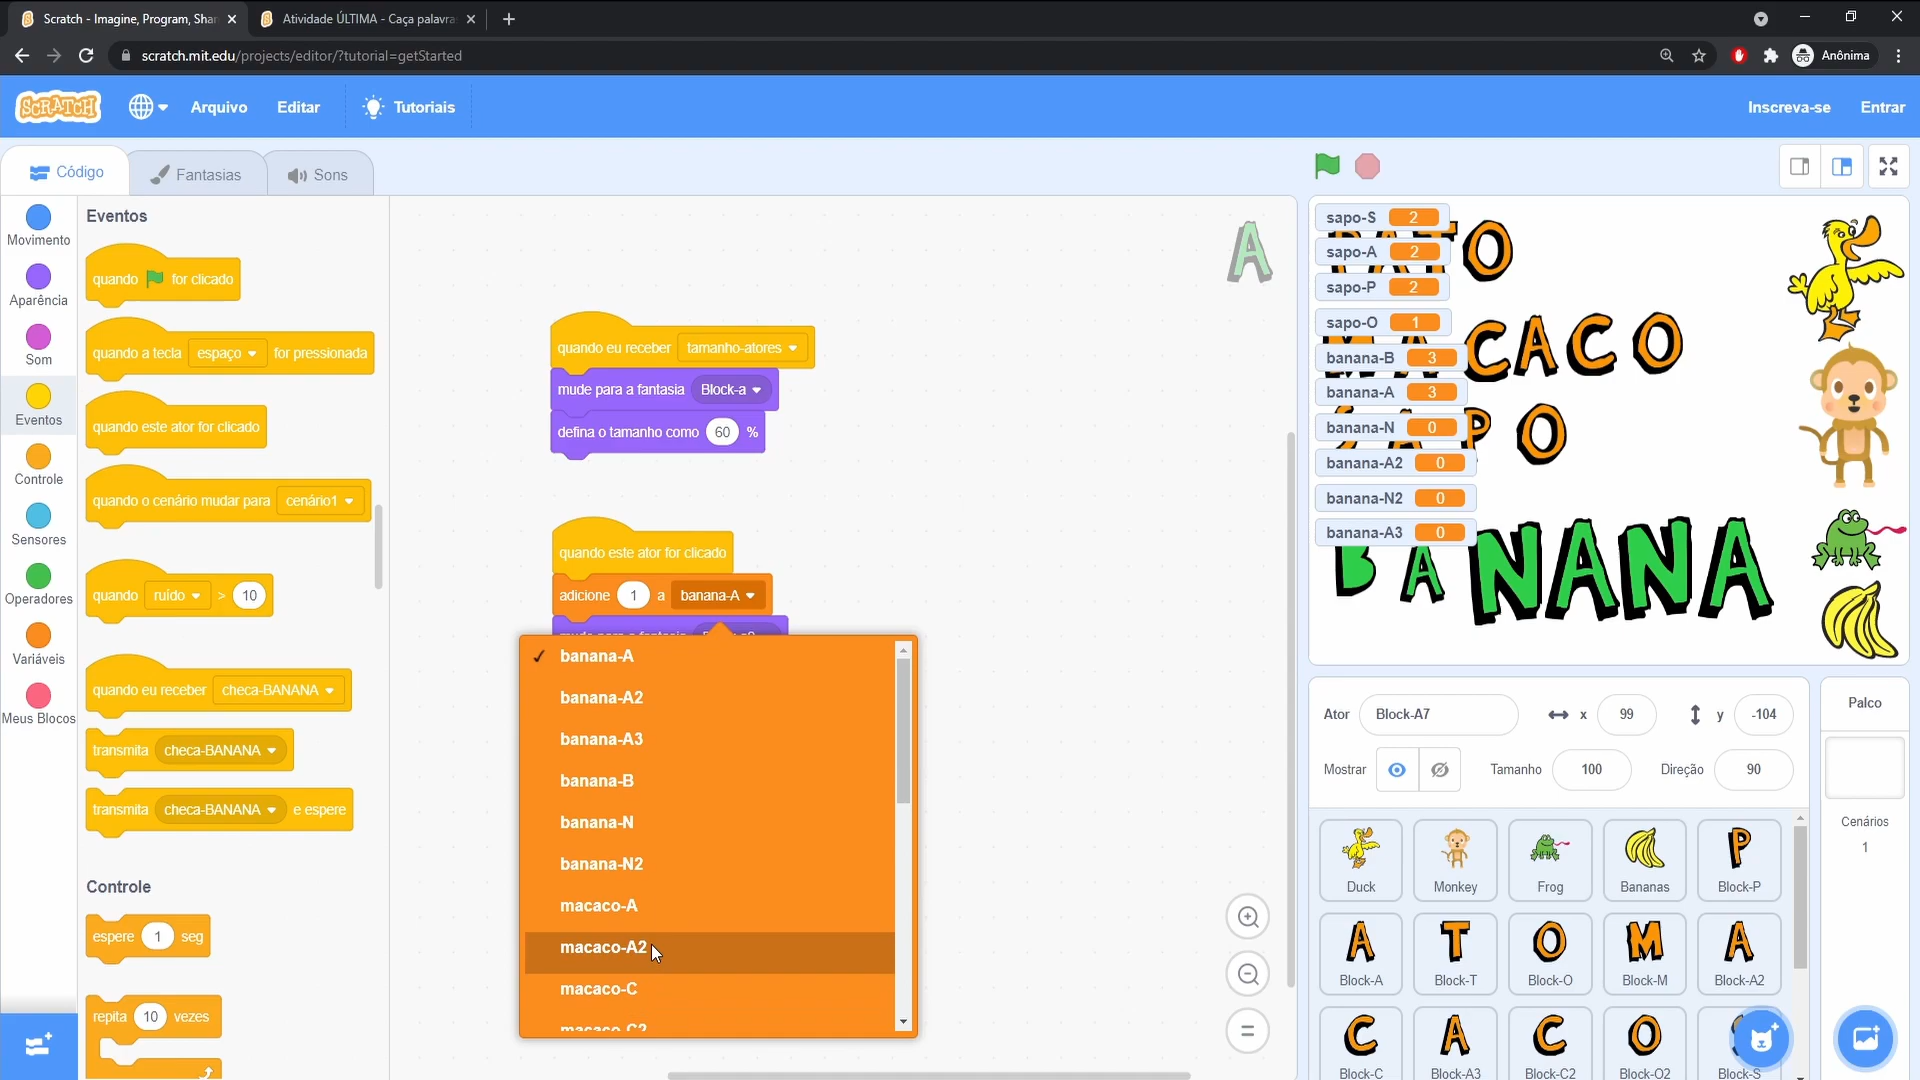 Scratch - Imagine, Program, Shar
Atividade ÚLTIMA - Caça palavra
scratch.mit.edu/projects/editor/?tutorial=getStarted
Anônima
SCRATCH
Arquivo
Editar
Tutoriais
Inscreva-se
Entrar
Código
Fantasias
Sons
Movimento
Aparência
Som
Eventos
Controle
Sensores
Operadores
Variáveis
Meus Blocos
Eventos
quando for clicado
quando a tecla espaço for pressionada
quando este ator for clicado
quando o cenário mudar para cenário1
quando ruído > 10
quando eu receber checa-BANANA
transmita checa-BANANA
transmita checa-BANANA e espere
Controle
espere 1 seg
repita 10 vezes
quando eu receber tamanho-atores
mude para a fantasia Block-a
defina o tamanho como 60 %
quando este ator for clicado
adicione 1 a banana-A
✓ banana-A
banana-A2
banana-A3
banana-B
banana-N
banana-N2
macaco-A
macaco-A2
macaco-C
macaco-C2
A
sapo-S 2
sapo-A 2
sapo-P 2
sapo-O 1
banana-B 3
banana-A 3
banana-N 0
banana-A2 0
banana-N2 0
banana-A3 0
PATO
MACACO
SAPO
BANANA
Ator Block-A7 x 99 y -104
Mostrar Tamanho 100 Direção 90
Duck
Monkey
Frog
Bananas
P
Block-P
A
Block-A
T
Block-T
O
Block-O
M
Block-M
A
Block-A2
C
Block-C
A
Block-A3
C
Block-C2
O
Block-O2
Block-S
Palco
Cenários
1